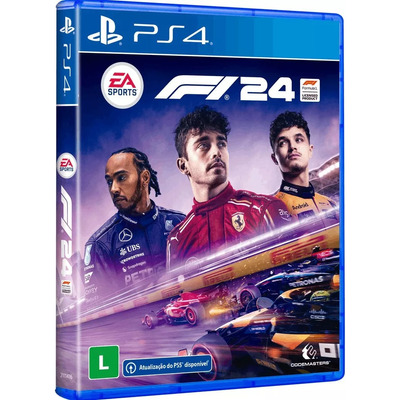 PS4
PS4
EA
SPORTS
F1 24
Formula 1
LICENSED
PRODUCT
EA
SPORTS
F1 24
UBS
PETRONAS
L
Atualização do PS5 disponível
CODEMASTERS